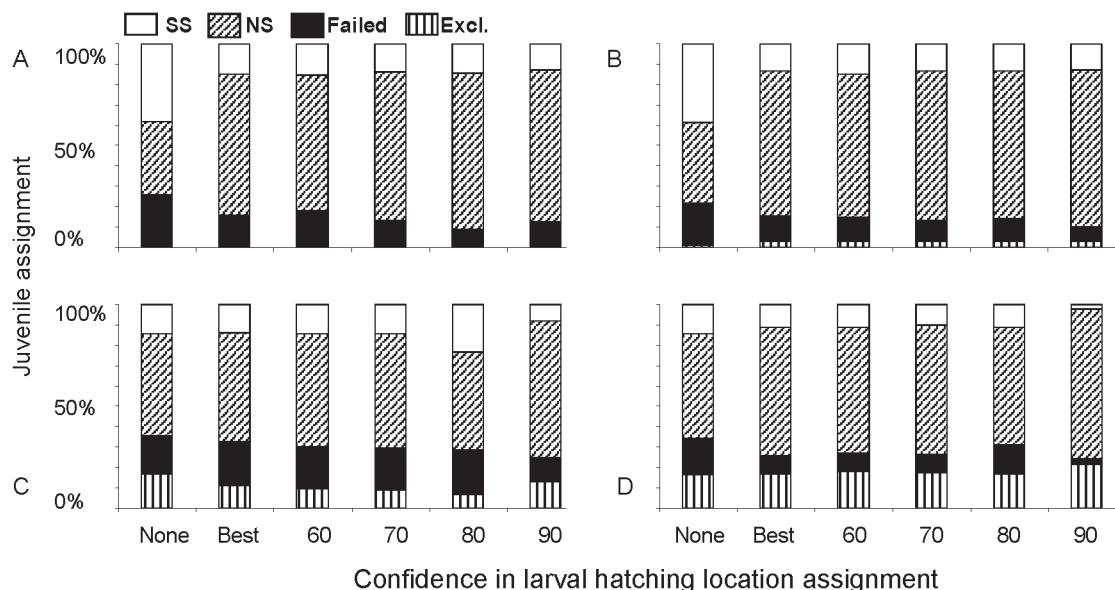 SS NS Failed Excl.
A 100% B
50%
0%
Juvenile assignment
100%
50%
C 0% D
None Best 60 70 80 90 None Best 60 70 80 90
Confidence in larval hatching location assignment